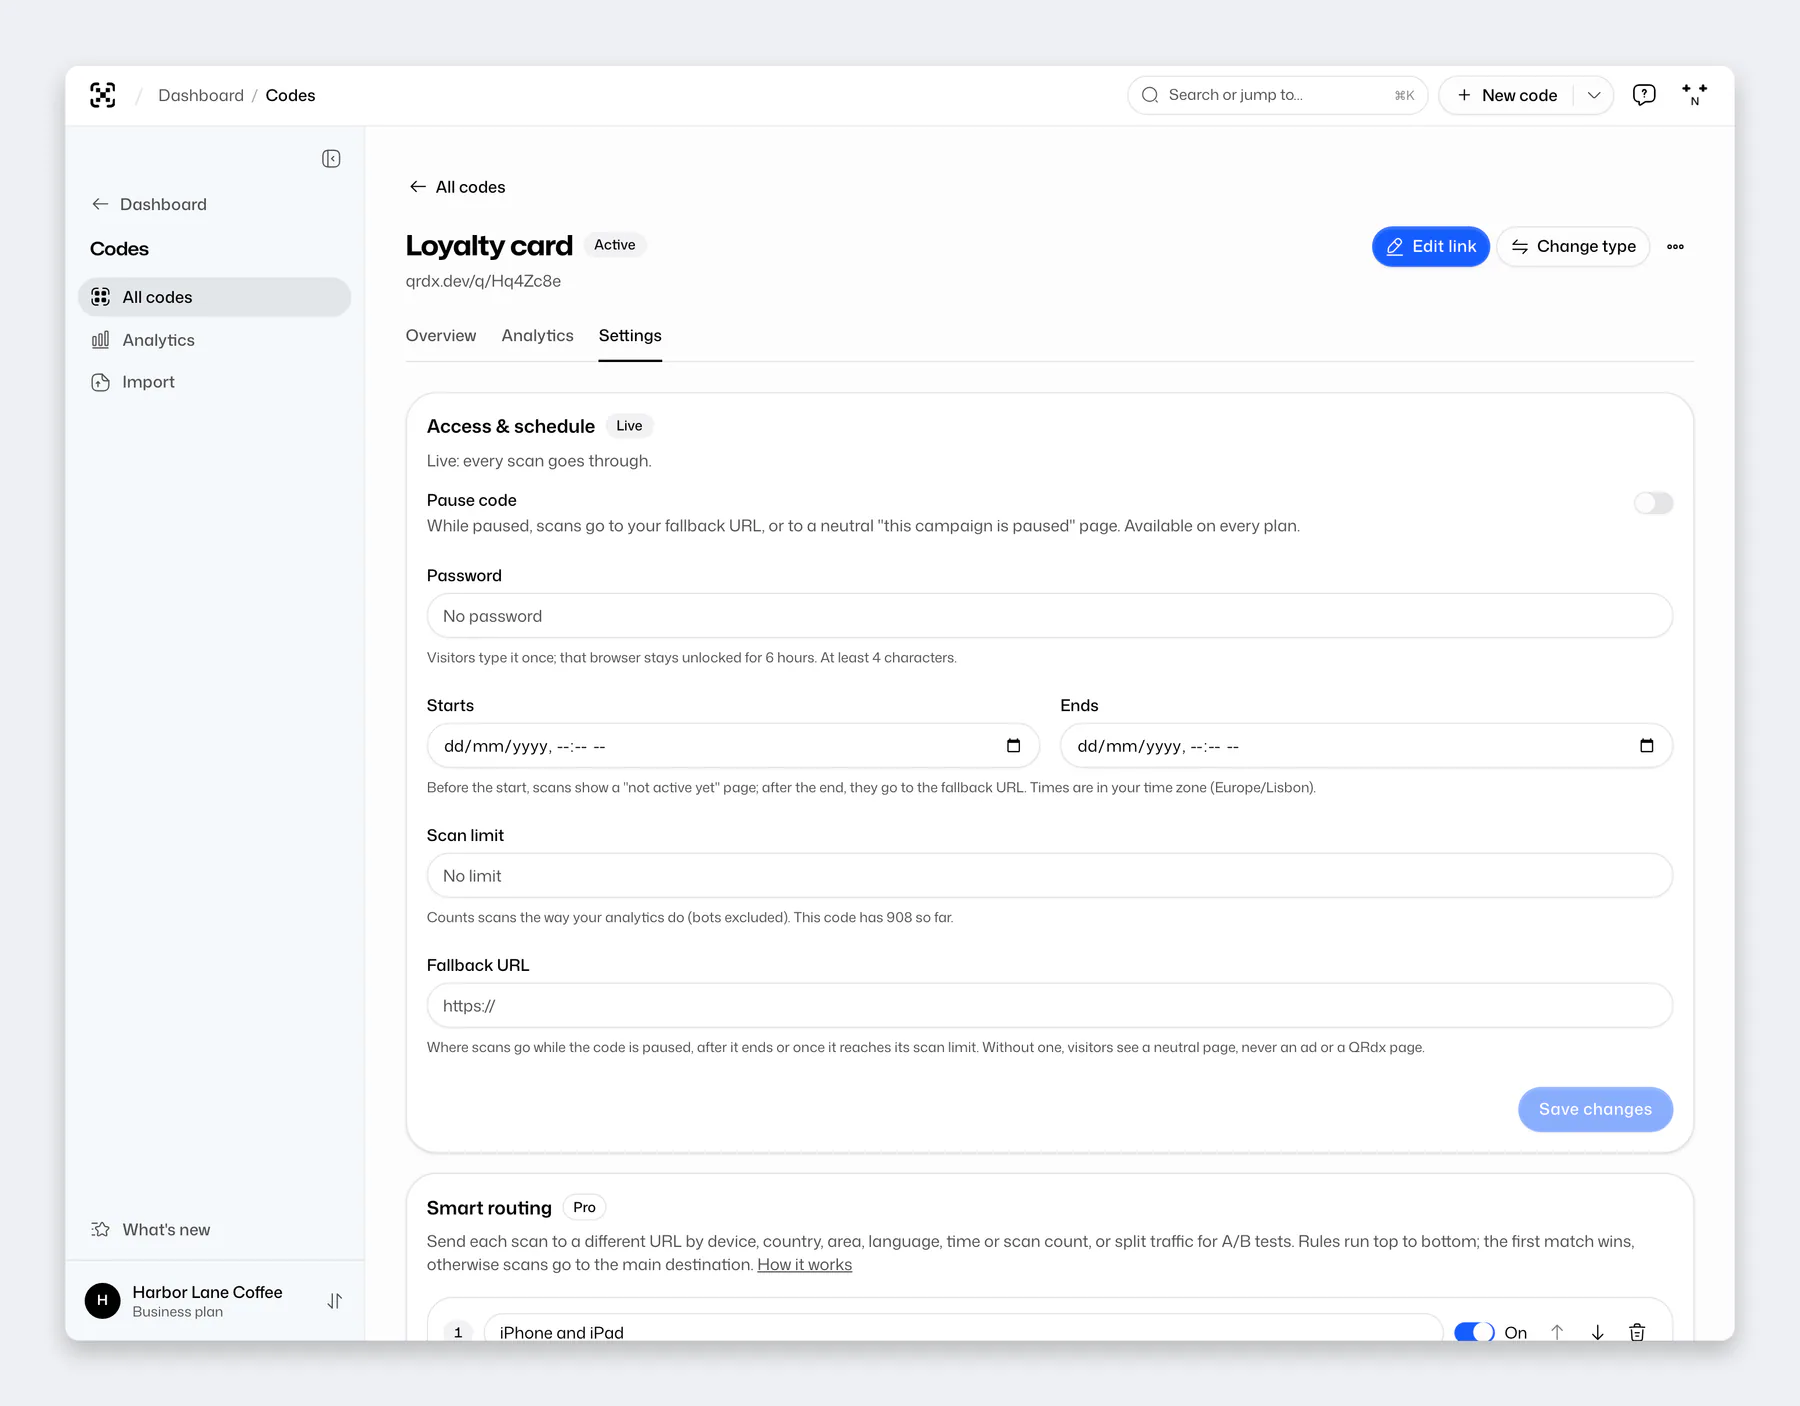 Dashboard / Codes
Search or jump to...
⌘K
New code
N
Dashboard
Codes
All codes
Analytics
Import
What's new
H
Harbor Lane Coffee
Business plan
All codes
Loyalty card
Active
qrdx.dev/q/Hq4Zc8e
Edit link
Change type
Overview
Analytics
Settings
Access & schedule
Live
Live: every scan goes through.
Pause code
While paused, scans go to your fallback URL, or to a neutral "this campaign is paused" page. Available on every plan.
Password
No password
Visitors type it once; that browser stays unlocked for 6 hours. At least 4 characters.
Starts
dd/mm/yyyy, --:-- --
Ends
dd/mm/yyyy, --:-- --
Before the start, scans show a "not active yet" page; after the end, they go to the fallback URL. Times are in your time zone (Europe/Lisbon).
Scan limit
No limit
Counts scans the way your analytics do (bots excluded). This code has 908 so far.
Fallback URL
https://
Where scans go while the code is paused, after it ends or once it reaches its scan limit. Without one, visitors see a neutral page, never an ad or a QRdx page.
Save changes
Smart routing
Pro
Send each scan to a different URL by device, country, area, language, time or scan count, or split traffic for A/B tests. Rules run top to bottom; the first match wins,
otherwise scans go to the main destination. How it works
1
iPhone and iPad
On